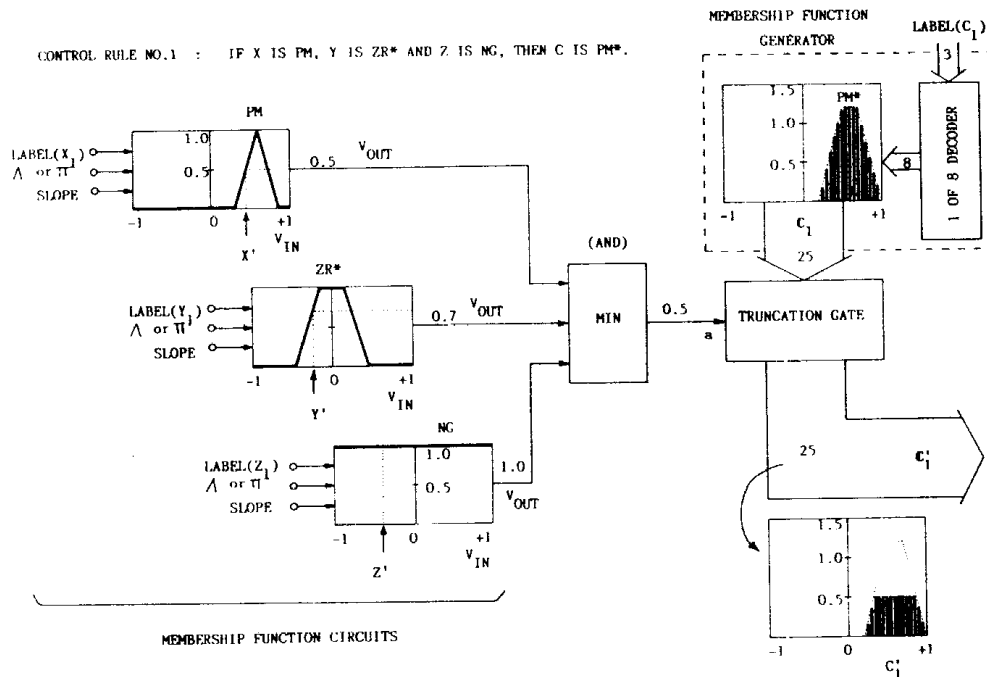 CONTROL RULE NO.1 : IF X IS PM, Y IS ZR* AND Z IS NG, THEN C IS PM*.
MEMBERSHIP FUNCTION
GENERATOR
LABEL(C1)
3
1.5
PM*
1.0
0.5
-1
C1
+1
8
1 OF 8 DECODER
25
PM
LABEL(X1)
Λ or Π
SLOPE
1.0
0.5
-1
0
+1
VIN
X'
0.5
VOUT
ZR*
LABEL(Y1)
Λ or Π
SLOPE
-1
0
+1
VIN
Y'
0.7
VOUT
NG
LABEL(Z1)
Λ or Π
SLOPE
1.0
0.5
-1
0
+1
VIN
Z'
1.0
VOUT
(AND)
MIN
0.5
a
TRUNCATION GATE
25
C1'
1.5
1.0
0.5
-1
0
+1
C1'
MEMBERSHIP FUNCTION CIRCUITS